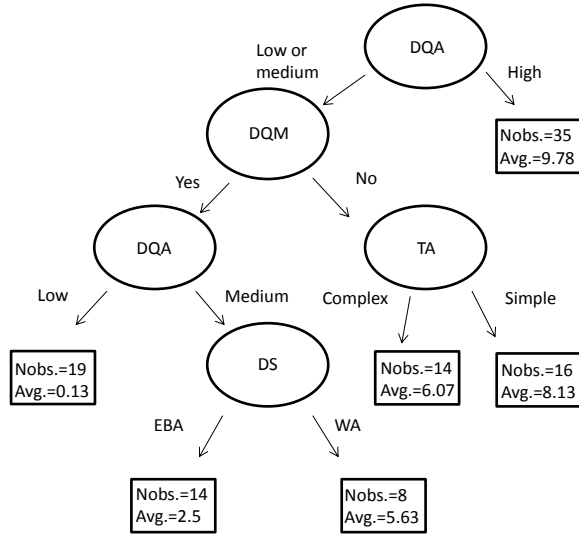 Low or
medium
DQA
High
DQM
Nobs.=35
Avg.=9.78
Yes
No
DQA
TA
Low
Medium
Complex
Simple
Nobs.=19
Avg.=0.13
DS
Nobs.=14
Avg.=6.07
Nobs.=16
Avg.=8.13
EBA
WA
Nobs.=14
Avg.=2.5
Nobs.=8
Avg.=5.63